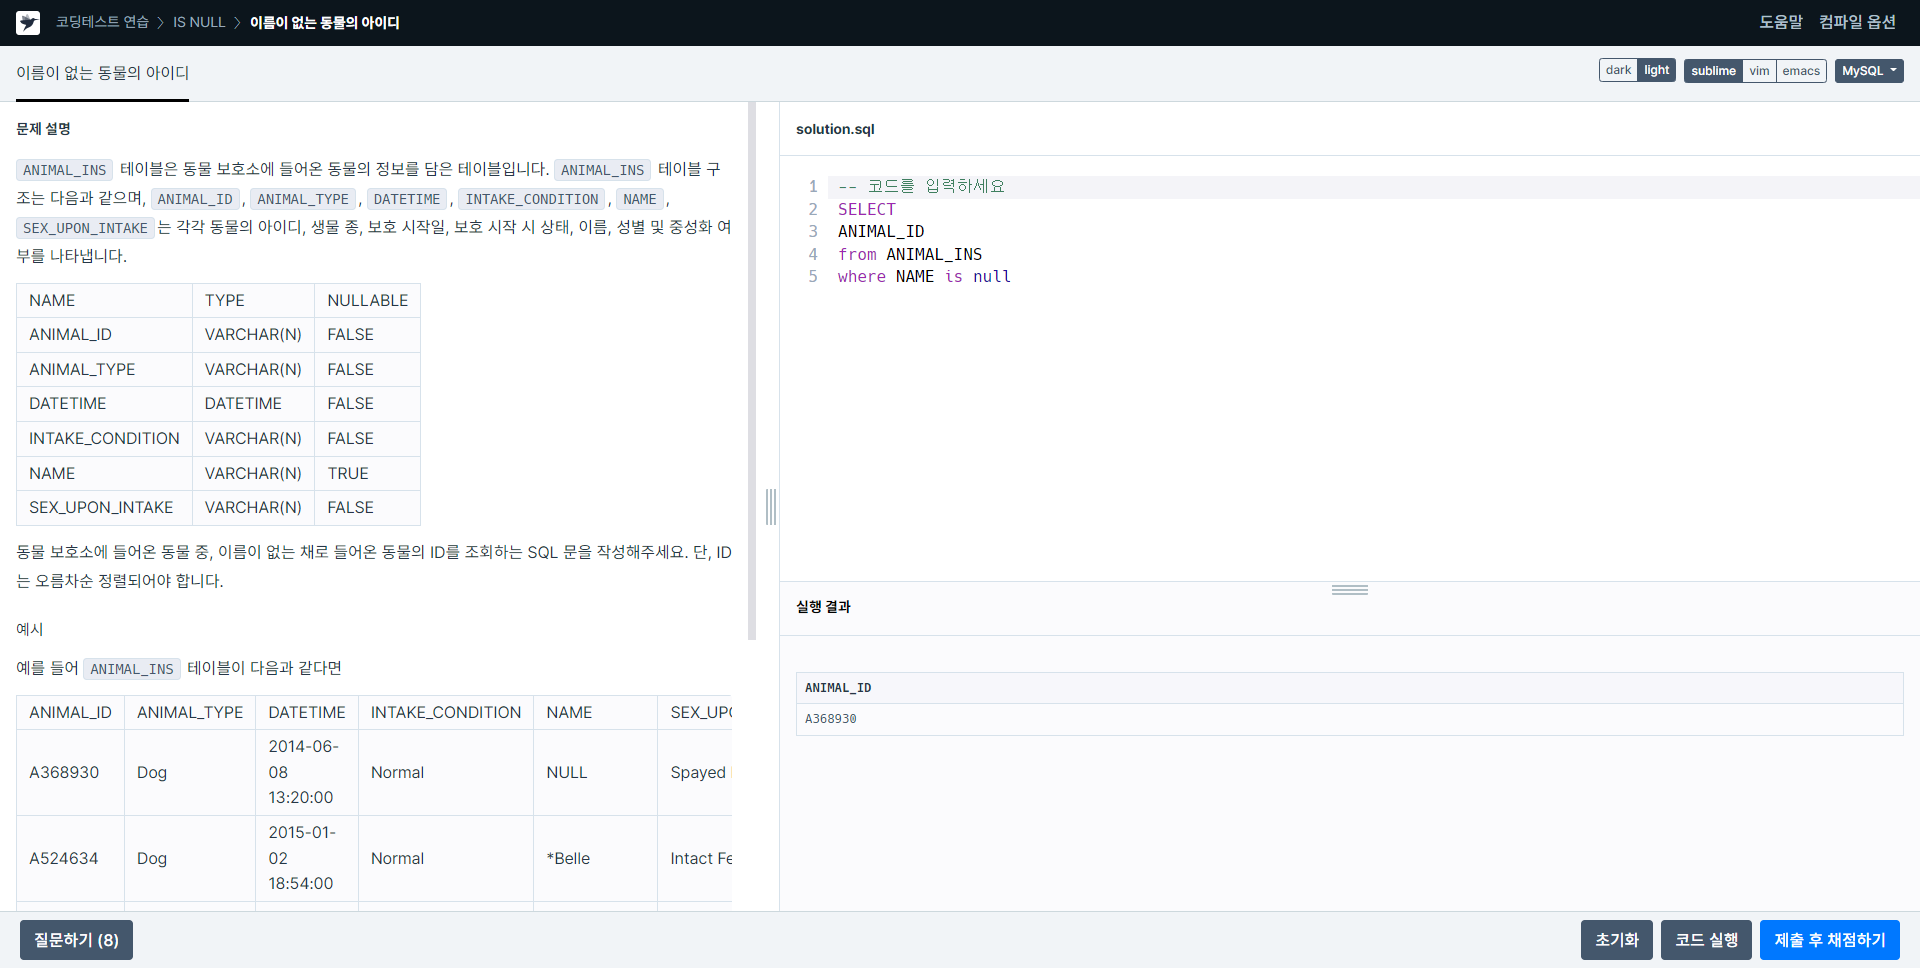 코딩테스트 연습 > IS NULL > 이름이 없는 동물의 아이디
도움말 컴파일 옵션
이름이 없는 동물의 아이디
dark light sublime vim emacs MySQL
문제 설명
ANIMAL_INS 테이블은 동물 보호소에 들어온 동물의 정보를 담은 테이블입니다. ANIMAL_INS 테이블 구
조는 다음과 같으며, ANIMAL_ID, ANIMAL_TYPE, DATETIME, INTAKE_CONDITION, NAME,
SEX_UPON_INTAKE는 각각 동물의 아이디, 생물 종, 보호 시작일, 보호 시작 시 상태, 이름, 성별 및 중성화 여
부를 나타냅니다.
NAME TYPE NULLABLE
ANIMAL_ID VARCHAR(N) FALSE
ANIMAL_TYPE VARCHAR(N) FALSE
DATETIME DATETIME FALSE
INTAKE_CONDITION VARCHAR(N) FALSE
NAME VARCHAR(N) TRUE
SEX_UPON_INTAKE VARCHAR(N) FALSE
동물 보호소에 들어온 동물 중, 이름이 없는 채로 들어온 동물의 ID를 조회하는 SQL 문을 작성해주세요. 단, ID
는 오름차순 정렬되어야 합니다.
예시
예를 들어 ANIMAL_INS 테이블이 다음과 같다면
ANIMAL_ID ANIMAL_TYPE DATETIME INTAKE_CONDITION NAME SEX_UPO
A368930 Dog 2014-06-08 13:20:00 Normal NULL Spayed
A524634 Dog 2015-01-02 18:54:00 Normal *Belle Intact Fe
solution.sql
1 -- 코드를 입력하세요
2 SELECT
3 ANIMAL_ID
4 from ANIMAL_INS
5 where NAME is null
실행 결과
ANIMAL_ID
A368930
질문하기 (8)
초기화 코드 실행 제출 후 채점하기